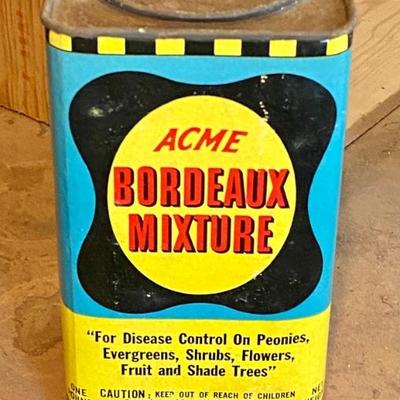 ACME
BORDEAUX
MIXTURE
"For Disease Control On Peonies,
Evergreens, Shrubs, Flowers,
Fruit and Shade Trees"
ONE CAUTION: KEEP OUT OF REACH OF CHILDREN